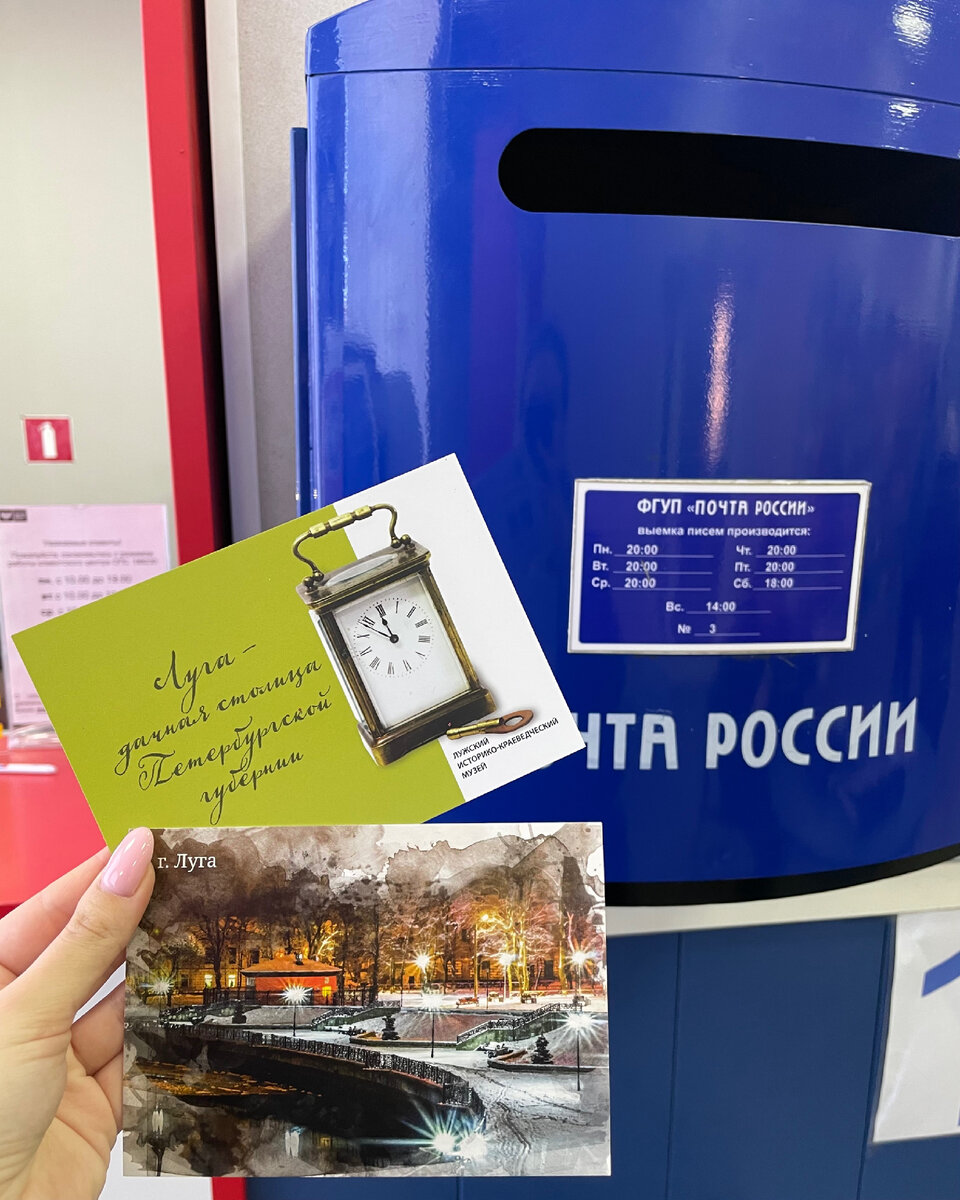 ФГУП «ПОЧТА РОССИИ»
выемка писем производится:
Пн. 20:00 Чт. 20:00
Вт. 20:00 Пт. 20:00
Ср. 20:00 Сб. 18:00
Вс. 14:00
№ 3
ЧТА РОССИИ
Луга –
дачная столица
Петербургской
губернии
ЛУЖСКИЙ
ИСТОРИКО-КРАЕВЕДЧЕСКИЙ
МУЗЕЙ
г. Луга